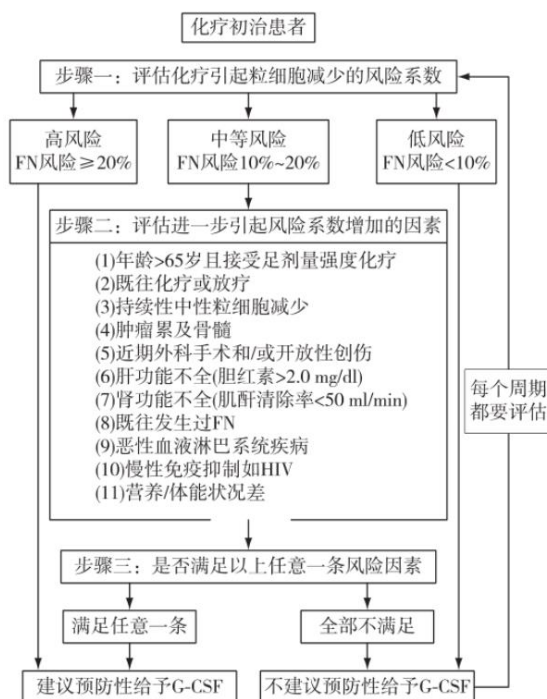 化疗初治患者
步骤一：评估化疗引起粒细胞减少的风险系数
高风险
FN风险≥20%
中等风险
FN风险10%~20%
低风险
FN风险<10%
步骤二：评估进一步引起风险系数增加的因素
(1)年龄>65岁且接受足剂量强度化疗
(2)既往化疗或放疗
(3)持续性中性粒细胞减少
(4)肿瘤累及骨髓
(5)近期外科手术和/或开放性创伤
(6)肝功能不全(胆红素>2.0 mg/dl)
(7)肾功能不全(肌酐清除率<50 ml/min)
(8)既往发生过FN
(9)恶性血液淋巴系统疾病
(10)慢性免疫抑制如HIV
(11)营养/体能状况差
每个周期
都要评估
步骤三：是否满足以上任意一条风险因素
满足任意一条
全部不满足
建议预防性给予G-CSF
不建议预防性给予G-CSF